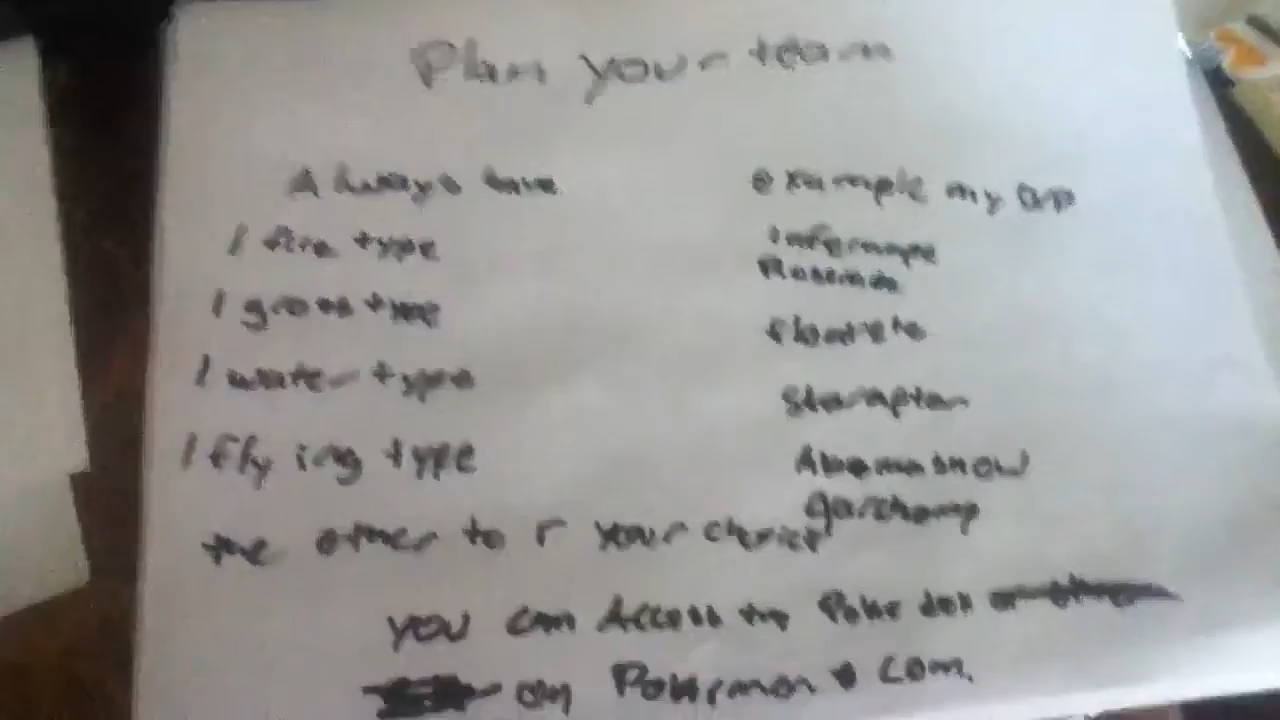 Plan your team
Always have
1 fire type
1 grass type
1 water type
1 flying type
the other to r your choice
example my
Infernape
floatzel
Staraptor
Abomasnow
garchomp
you can Access the Poke dex
on Pokemon . com.